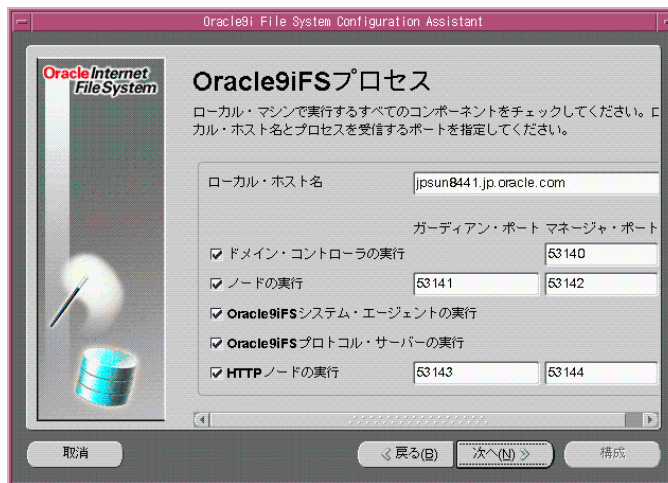 Oracle9i File System Configuration Assistant
Oracle Internet
File System
Oracle9iFSプロセス
ローカル・マシンで実行するすべてのコンポーネントをチェックしてください。ロ
カル・ホスト名とプロセスを受信するポートを指定してください。
ローカル・ホスト名 jpsun8441.jp.oracle.com
ガーディアン・ポート マネージャ・ポート
ドメイン・コントローラの実行 53140
ノードの実行 53141 53142
Oracle9iFSシステム・エージェントの実行
Oracle9iFSプロトコル・サーバーの実行
HTTPノードの実行 53143 53144
取消 戻る(B) 次へ(N) 構成